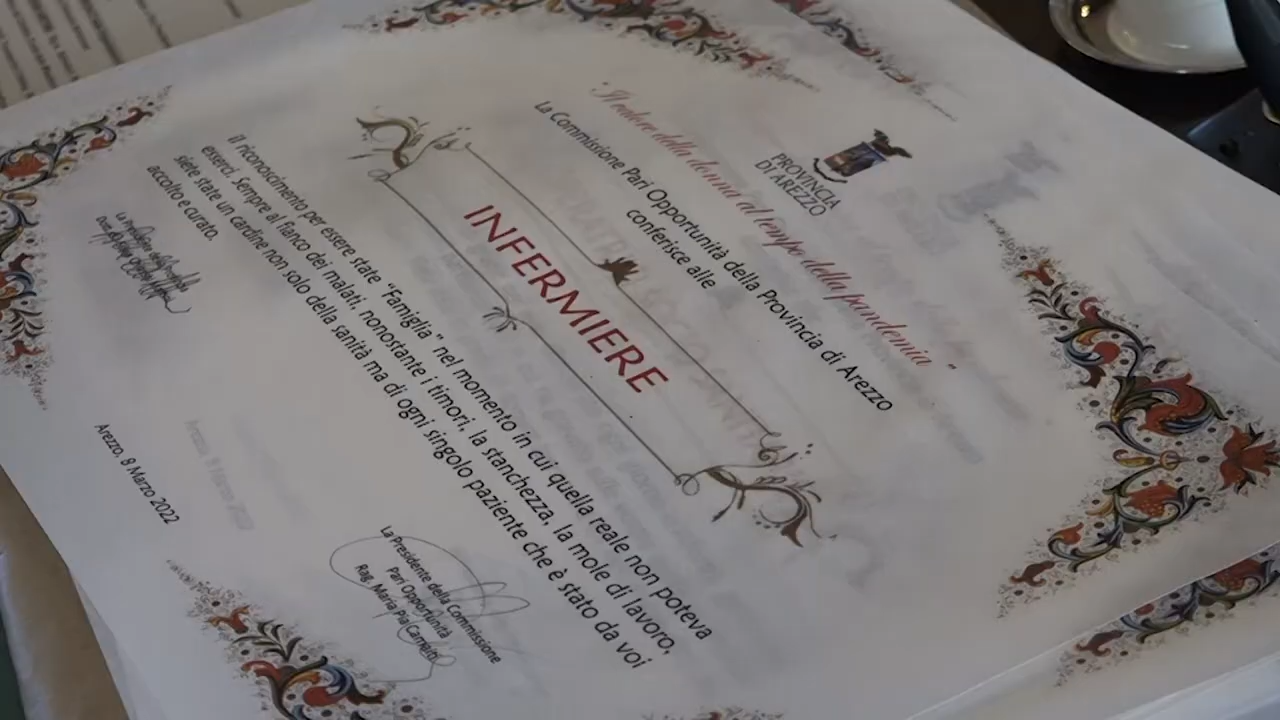 PROVINCIA
DI AREZZO
"Il valore della donna al tempo della pandemia"
La Commissione Pari Opportunità della Provincia di Arezzo
conferisce alle
INFERMIERE
il riconoscimento per essere state "Famiglia" nel momento in cui quella reale non poteva
esserci. Sempre al fianco dei malati, nonostante i timori, la stanchezza, la mole di lavoro,
siete state un cardine non solo della sanità ma di ogni singolo paziente che è stato da voi
accolto e curato.
Arezzo, 8 Marzo 2022
La Presidente della Commissione
Pari Opportunità
Rag. Maria Pia Camaiti